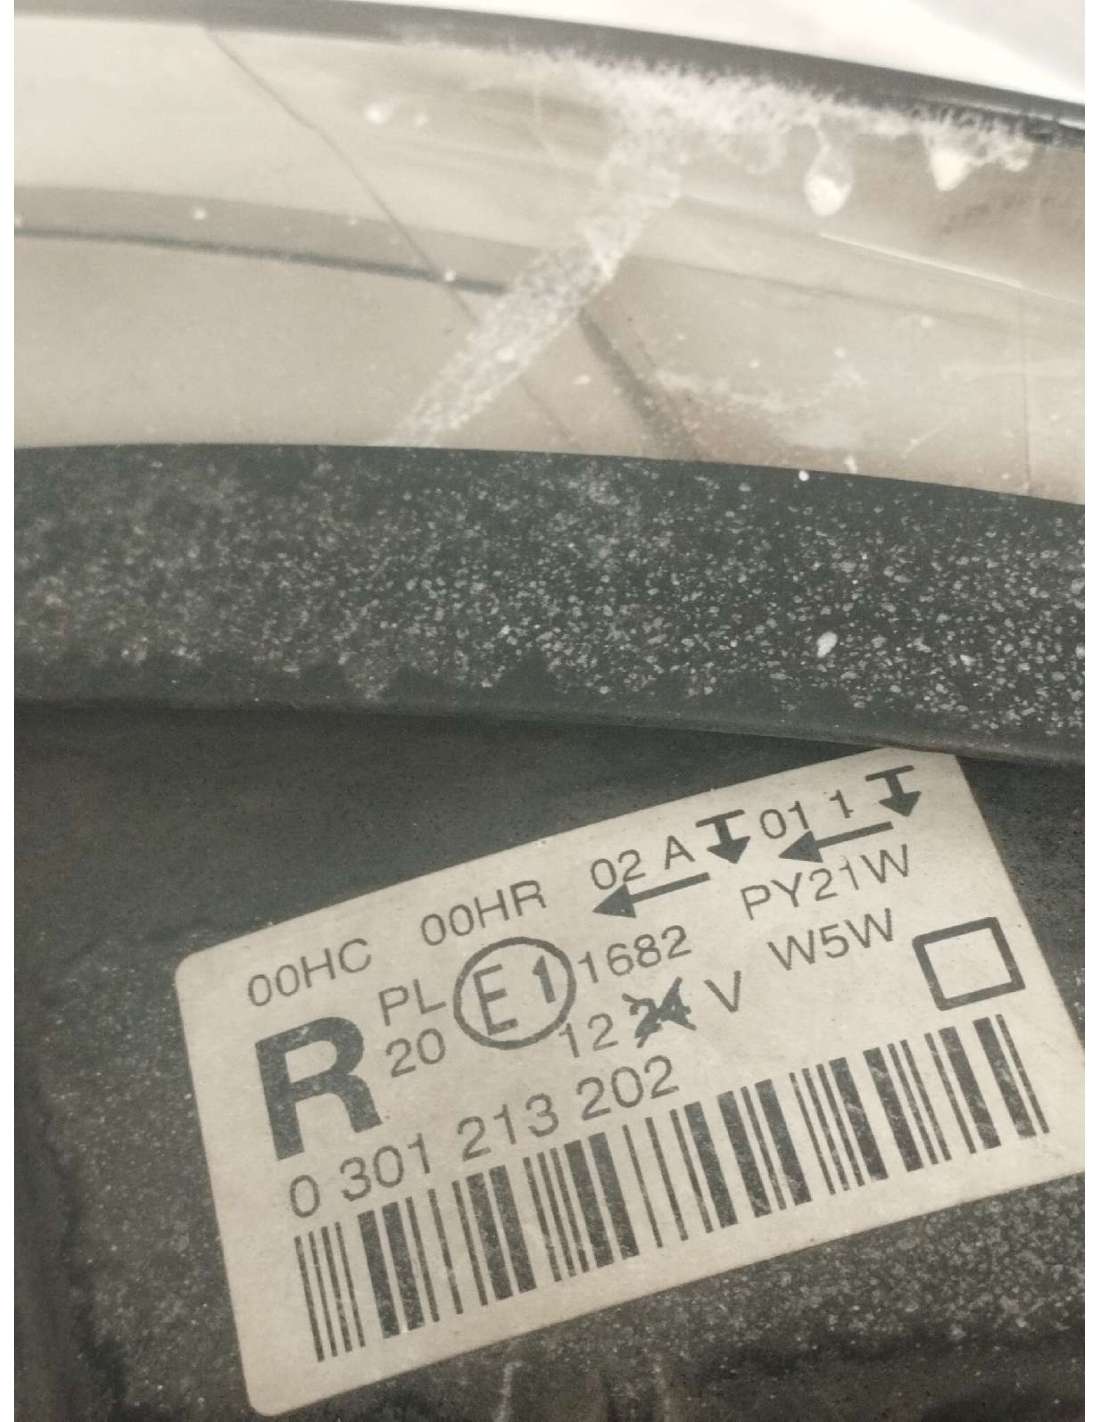 00HC 00HR 02 A 01 1
PL E1 1682 PY21W
R 20 12 24 V W5W
0 301 213 202